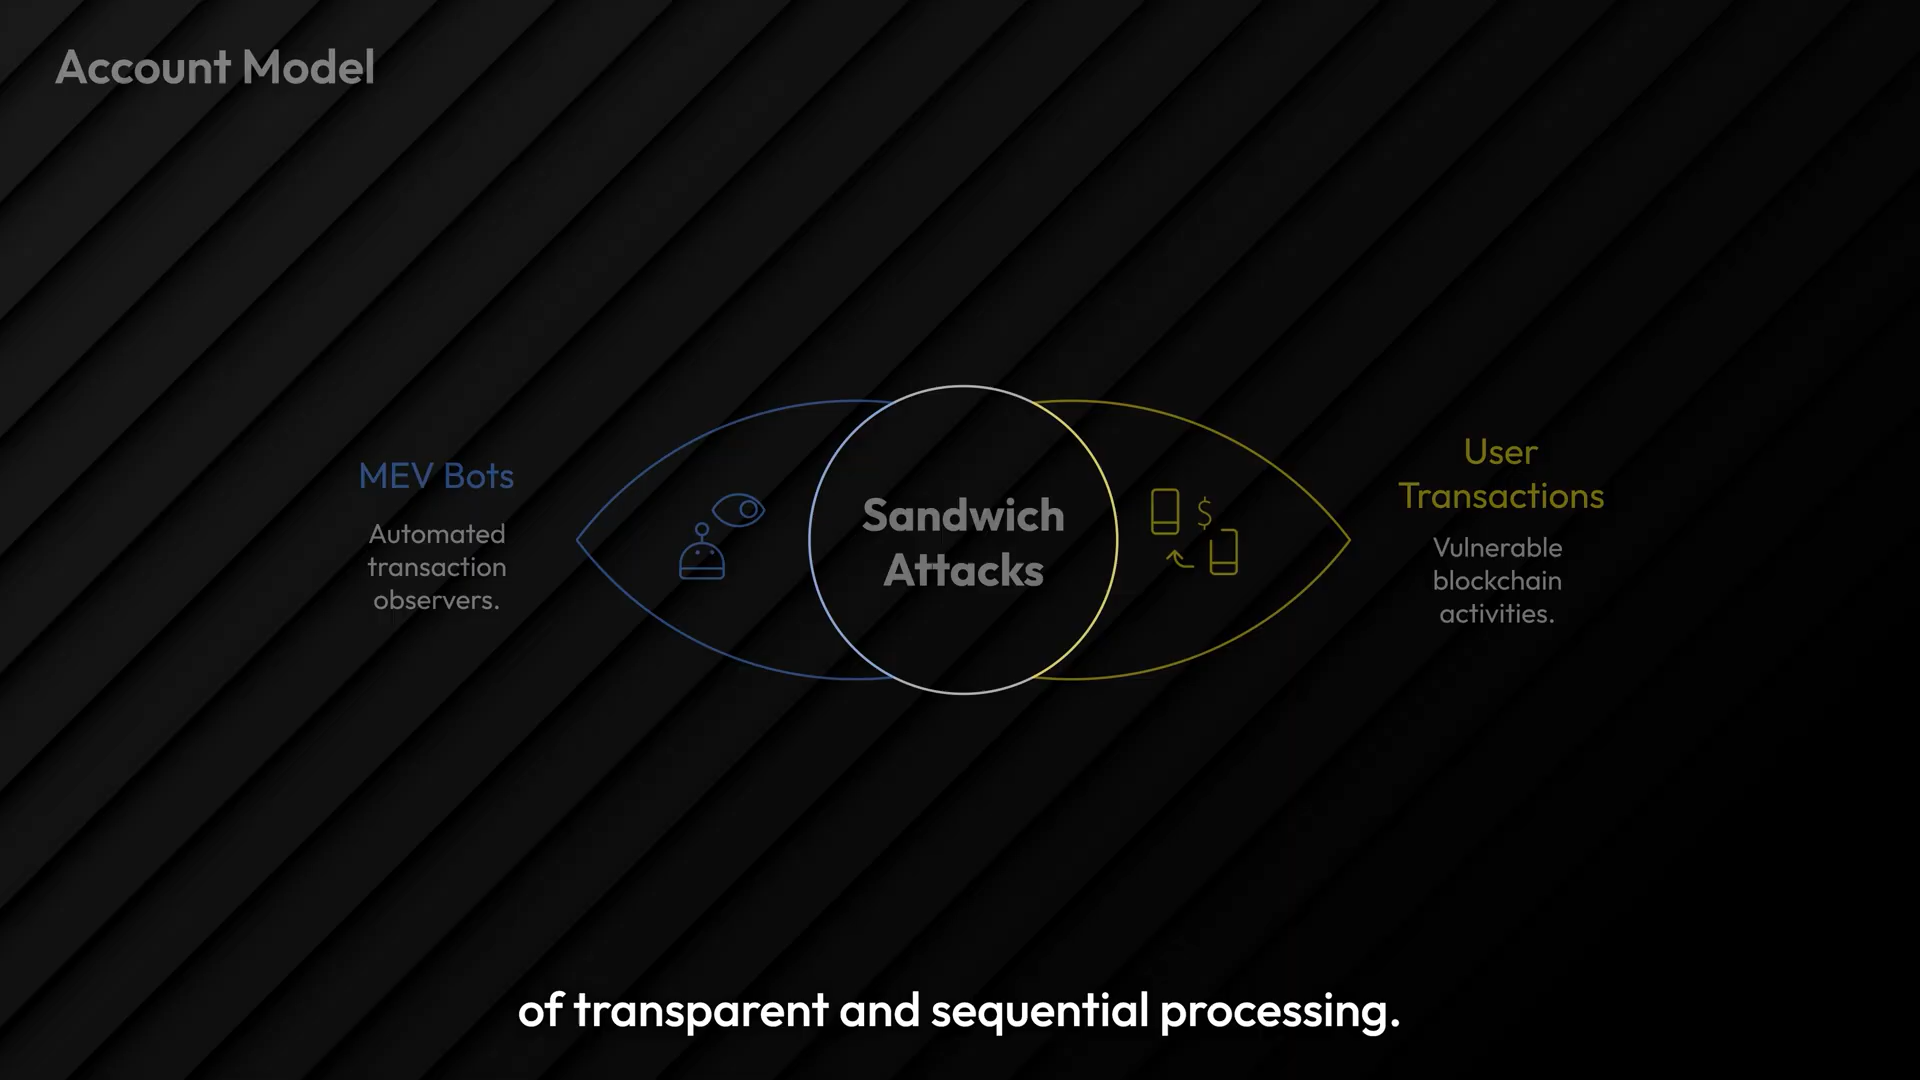 Account Model
MEV Bots
Automated
transaction
observers.
Sandwich
Attacks
$
User
Transactions
Vulnerable
blockchain
activities.
of transparent and sequential processing.